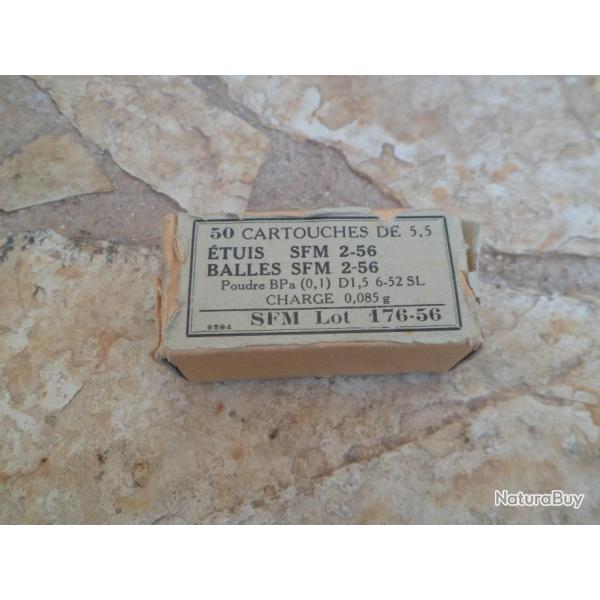 50 CARTOUCHES DE 5,5
ÉTUIS SFM 2-56
BALLES SFM 2-56
Poudre BPa (0,1) D1,5 6-52 SL
CHARGE 0,085 g
9594 SFM Lot 176-56
NaturaBuy